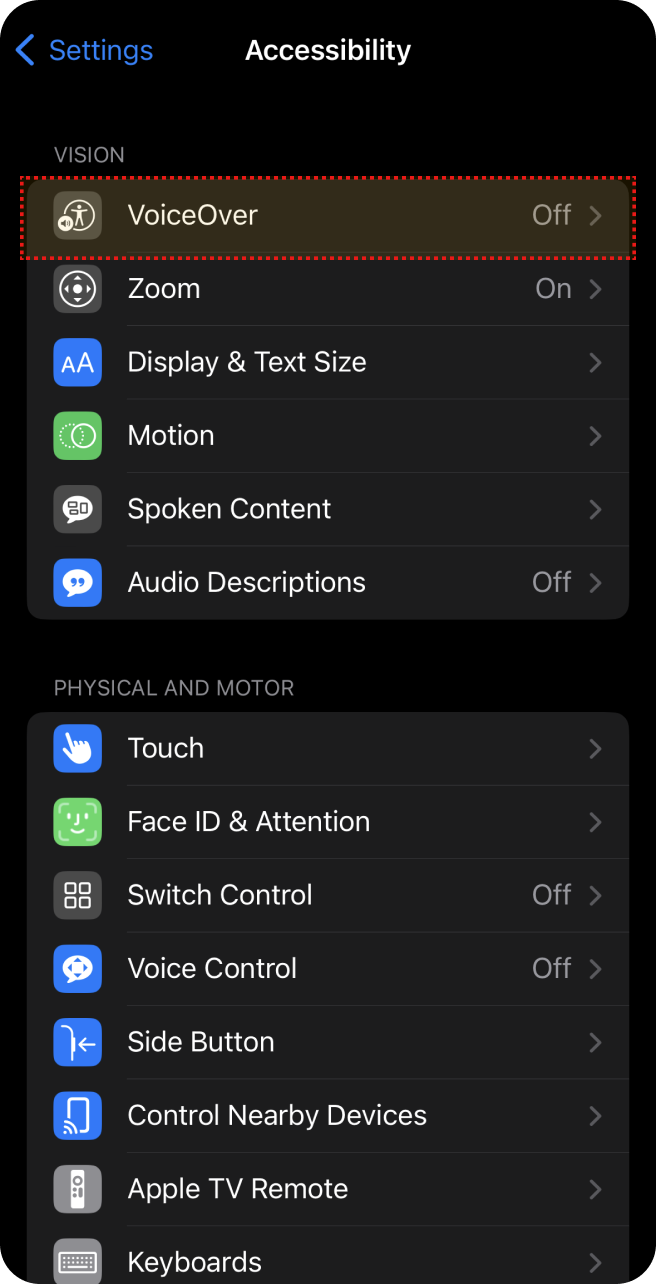 Settings
Accessibility
VISION
VoiceOver Off
Zoom On
AA Display & Text Size
Motion
Spoken Content
Audio Descriptions Off
PHYSICAL AND MOTOR
Touch
Face ID & Attention
Switch Control Off
Voice Control Off
Side Button
Control Nearby Devices
Apple TV Remote
Keyboards